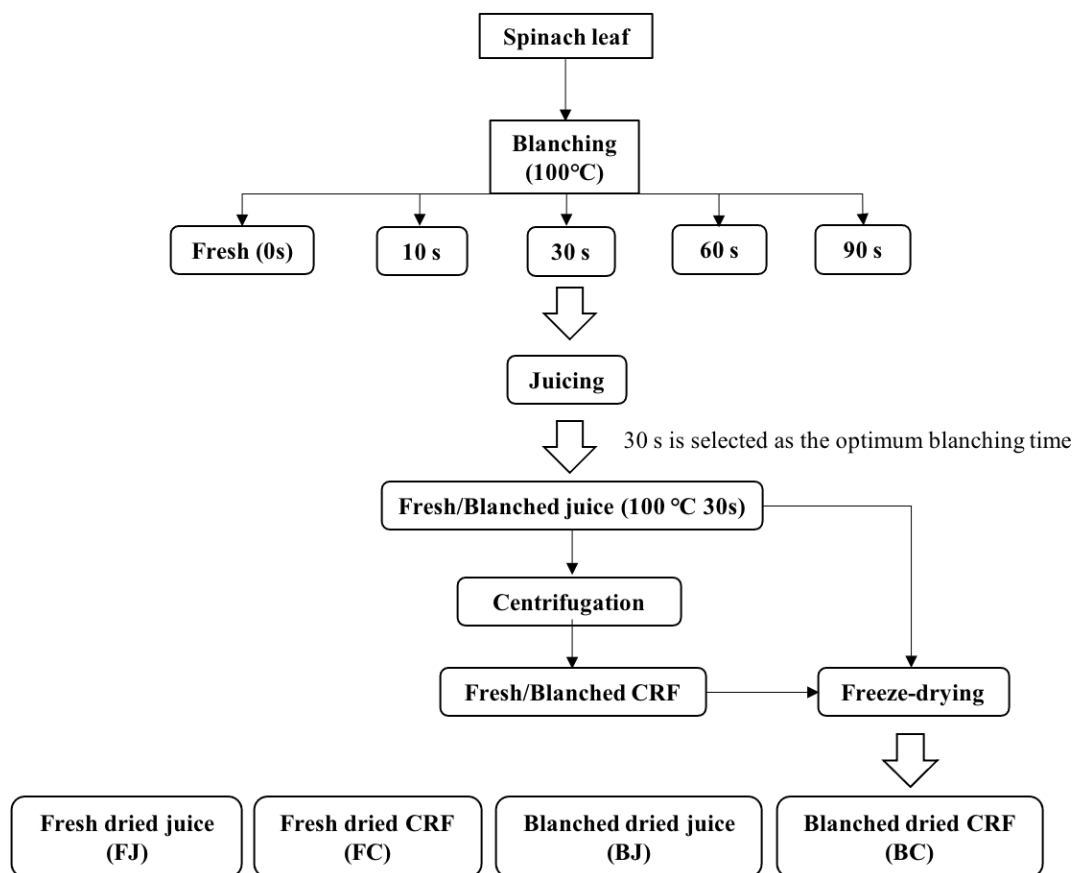 Spinach leaf
Blanching
(100℃)
Fresh (0s)
10 s
30 s
60 s
90 s
Juicing
30 s is selected as the optimum blanching time
Fresh/Blanched juice (100 ℃ 30s)
Centrifugation
Fresh/Blanched CRF
Freeze-drying
Fresh dried juice
(FJ)
Fresh dried CRF
(FC)
Blanched dried juice
(BJ)
Blanched dried CRF
(BC)